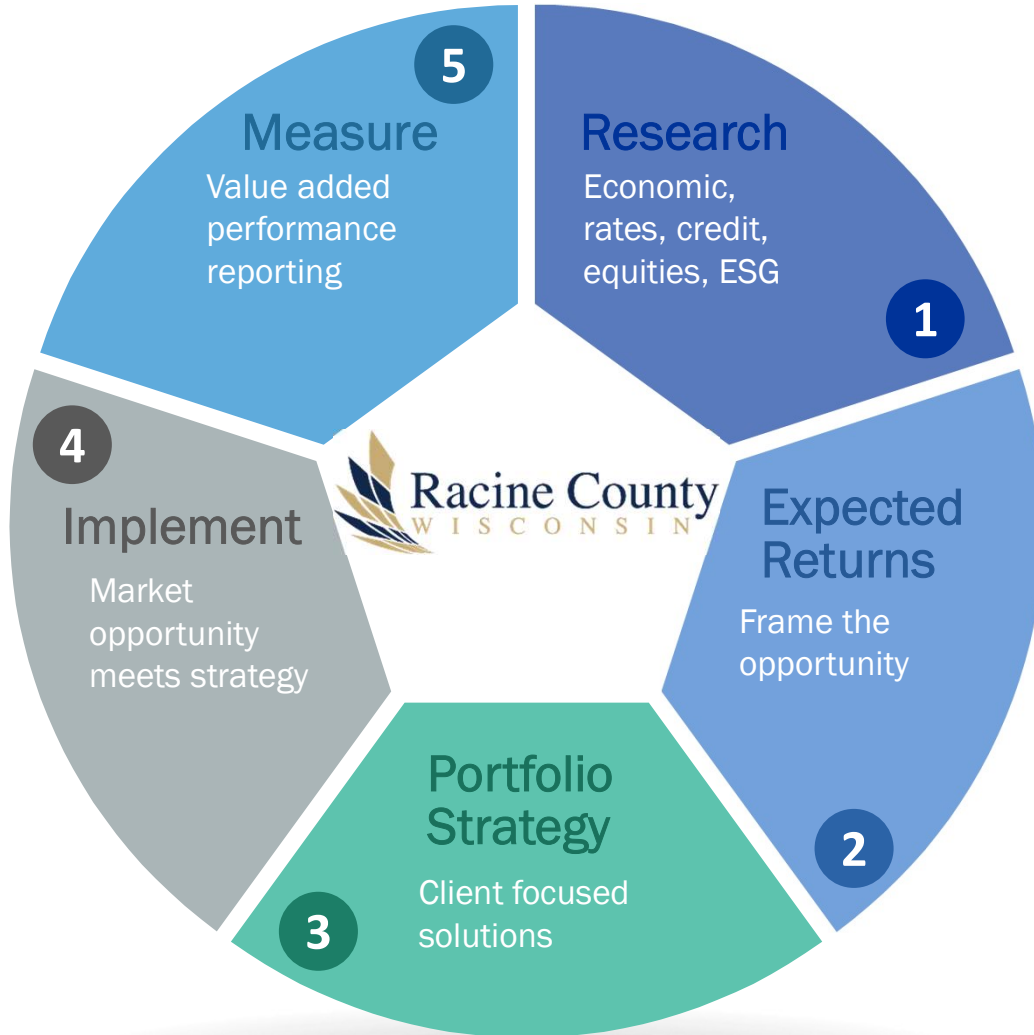 1
Research
Economic,
rates, credit,
equities, ESG
2
Expected
Returns
Frame the
opportunity
3
Portfolio
Strategy
Client focused
solutions
4
Implement
Market
opportunity
meets strategy
5
Measure
Value added
performance
reporting
Racine County
WISCONSIN